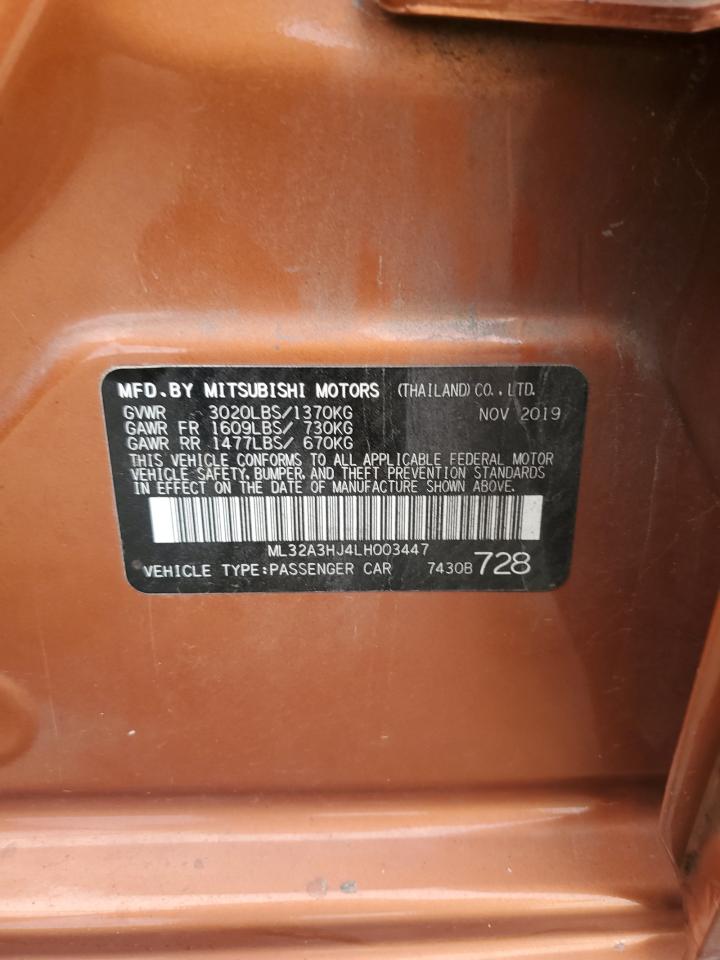 MFD.BY MITSUBISHI MOTORS (THAILAND) CO., LTD.
GVWR 3020LBS/1370KG NOV 2019
GAWR FR 1609LBS/ 730KG
GAWR RR 1477LBS/ 670KG
THIS VEHICLE CONFORMS TO ALL APPLICABLE FEDERAL MOTOR
VEHICLE SAFETY, BUMPER, AND THEFT PREVENTION STANDARDS
IN EFFECT ON THE DATE OF MANUFACTURE SHOWN ABOVE.
ML32A3HJ4LH003447
VEHICLE TYPE:PASSENGER CAR 7430B 728